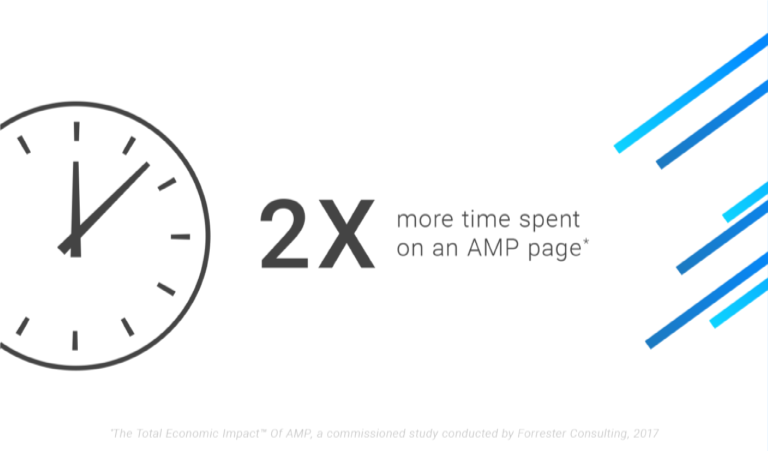 2X
more time spent
on an AMP page*
*The Total Economic Impact™ Of AMP, a commissioned study conducted by Forrester Consulting, 2017